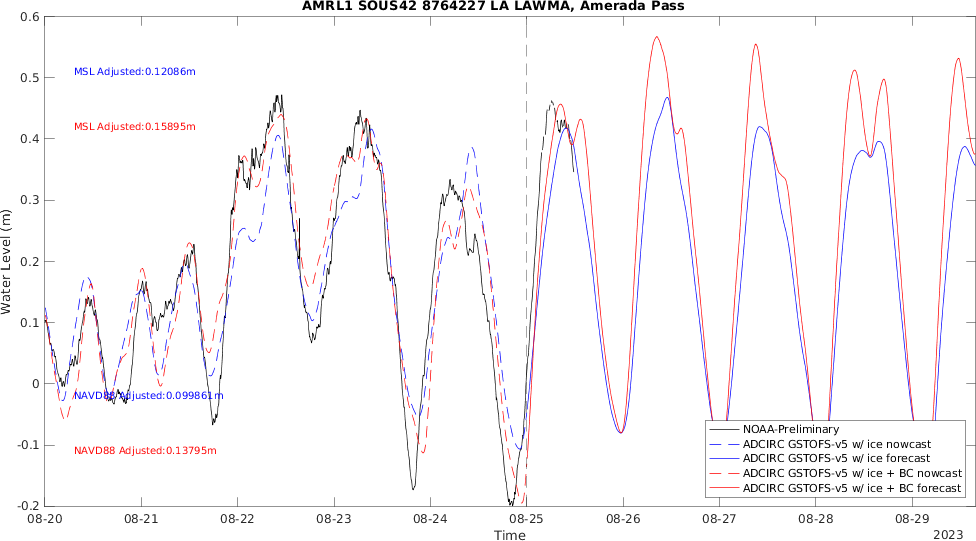 AMRL1 SOUS42 8764227 LA LAWMA, Amerada Pass
0.6
0.5
0.4
0.3
0.2
0.1
0
-0.1
-0.2
Water Level (m)
MSL Adjusted:0.12086m
MSL Adjusted:0.15895m
NAVD88 Adjusted:0.099861m
NAVD88 Adjusted:0.13795m
NOAA-Preliminary
ADCIRC GSTOFS-v5 w/ ice nowcast
ADCIRC GSTOFS-v5 w/ ice forecast
ADCIRC GSTOFS-v5 w/ ice + BC nowcast
ADCIRC GSTOFS-v5 w/ ice + BC forecast
08-20 08-21 08-22 08-23 08-24 08-25 08-26 08-27 08-28 08-29
Time
2023